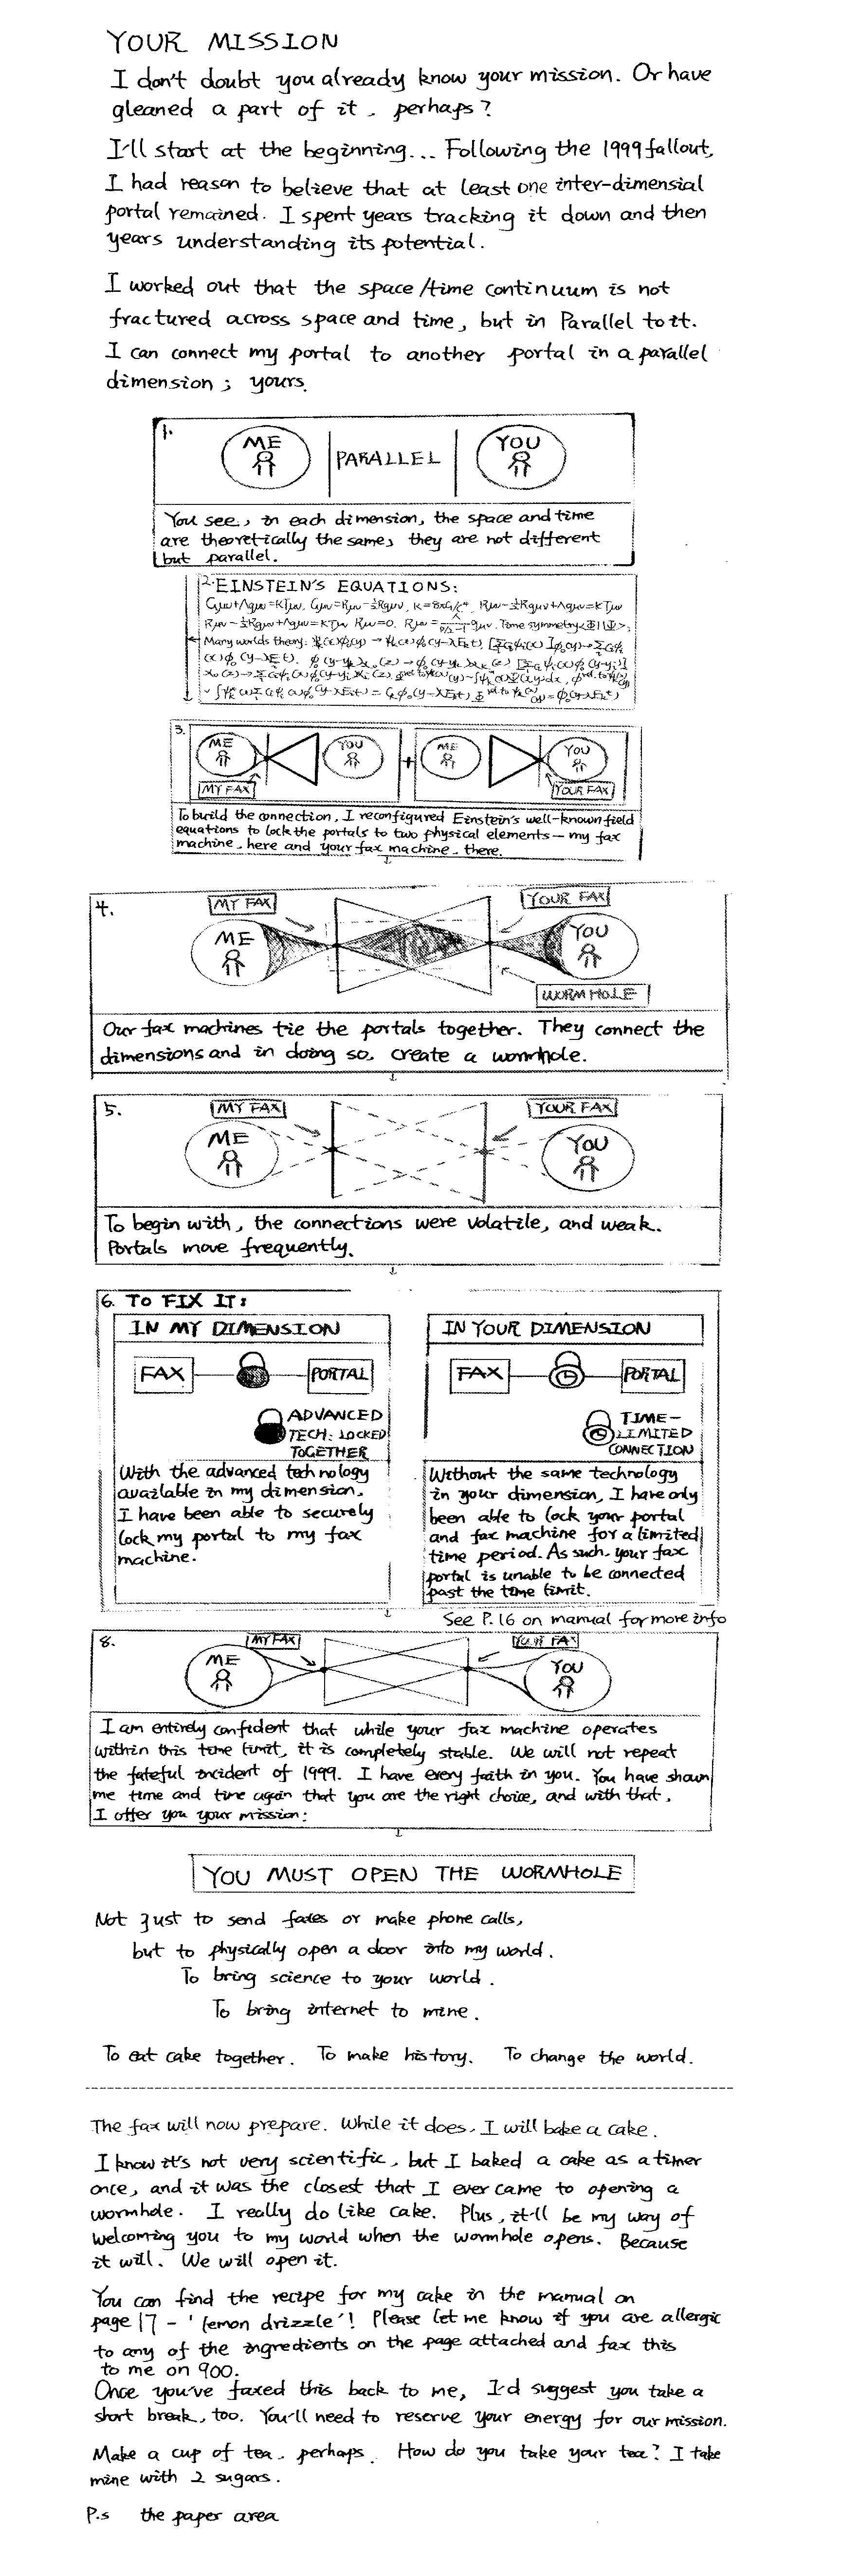 YOUR MISSION
I don't doubt you already know your mission. Or have
gleaned a part of it, perhaps?
I'll start at the beginning... Following the 1999 fallout,
I had reason to believe that at least one inter-dimensial
portal remained. I spent years tracking it down and then
years understanding its potential.
I worked out that the space/time continuum is not
fractured across space and time, but in Parallel to it.
I can connect my portal to another portal in a parallel
dimension; yours.
1.
ME PARALLEL YOU
You see, in each dimension, the space and time
are theoretically the same, they are not different
but parallel.
2. EINSTEIN'S EQUATIONS:
Time symmetry
Many worlds theory:
3.
ME YOU + ME YOU
MY FAX YOUR FAX
To build the connection, I reconfigured Einstein's well-known field
equations to lock the portals to two physical elements - my fax
machine, here and your fax machine, there.
4.
MY FAX YOUR FAX
ME YOU
WORMHOLE
Our fax machines tie the portals together. They connect the
dimensions and in doing so, create a wormhole.
5.
MY FAX YOUR FAX
ME YOU
To begin with, the connections were volatile, and weak.
Portals move frequently.
6. TO FIX IT:
IN MY DIMENSION
FAX PORTAL
ADVANCED
TECH: LOCKED
TOGETHER
With the advanced technology
available in my dimension,
I have been able to securely
lock my portal to my fax
machine.
IN YOUR DIMENSION
FAX PORTAL
TIME-
LIMITED
CONNECTION
Without the same technology
in your dimension, I have only
been able to lock your portal
and fax machine for a limited
time period. As such, your fax
portal is unable to be connected
past the time limit.
See P.16 on manual for more info
8.
MY FAX YOUR FAX
ME YOU
I am entirely confident that while your fax machine operates
within this time limit, it is completely stable. We will not repeat
the fateful incident of 1999. I have every faith in you. You have shown
me time and time again that you are the right choice, and with that,
I offer you your mission:
YOU MUST OPEN THE WORMHOLE
Not just to send faxes or make phone calls,
but to physically open a door into my world.
To bring science to your world.
To bring internet to mine.
To eat cake together. To make history. To change the world.
The fax will now prepare. While it does, I will bake a cake.
I know it's not very scientific, but I baked a cake as a timer
once, and it was the closest that I ever came to opening a
wormhole. I really do like cake. Plus, it'll be my way of
welcoming you to my world when the wormhole opens. Because
it will. We will open it.
You can find the recipe for my cake in the manual on
page 17 - 'lemon drizzle'! Please let me know if you are allergic
to any of the ingredients on the page attached and fax this
to me on 900.
Once you've faxed this back to me, I'd suggest you take a
short break, too. You'll need to reserve your energy for our mission.
Make a cup of tea, perhaps. How do you take your tea? I take
mine with 2 sugars.
P.s the paper area